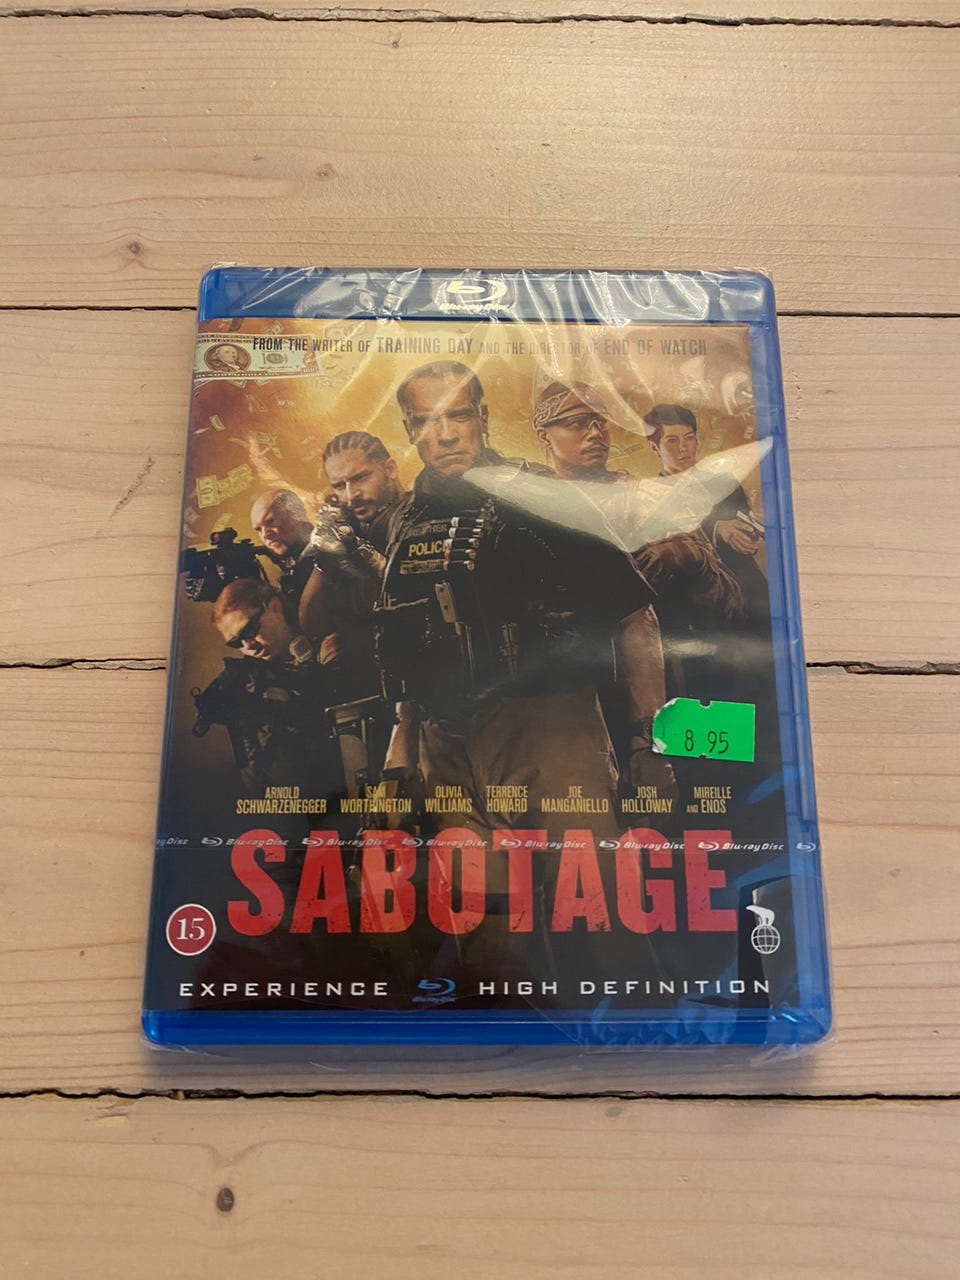 Blu-ray Disc
FROM THE WRITER OF TRAINING DAY AND THE DIRECTOR OF END OF WATCH
POLICE
8 95
ARNOLD SCHWARZENEGGER
SAM WORTHINGTON
OLIVIA WILLIAMS
TERRENCE HOWARD
JOE MANGANIELLO
JOSH HOLLOWAY
AND MIREILLE ENOS
Blu-ray Disc Blu-ray Disc Blu-ray Disc Blu-ray Disc Blu-ray Disc Blu-ray Disc
SABOTAGE
15
EXPERIENCE Blu-ray Disc HIGH DEFINITION